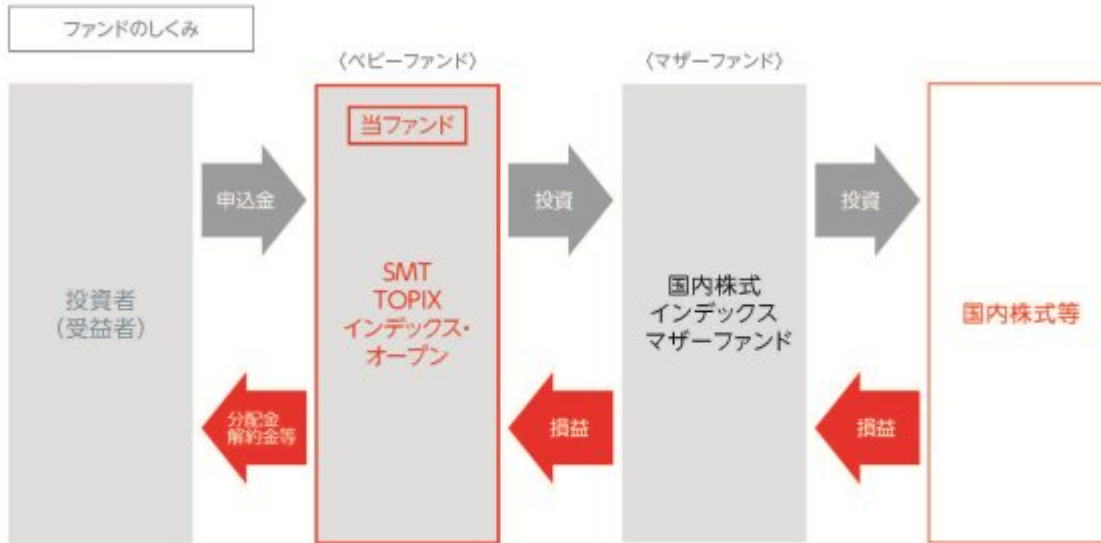 ファンドのしくみ
〈ベビーファンド〉
〈マザーファンド〉
当ファンド
申込金
投資
投資
投資者
(受益者)
SMT
TOPIX
インデックス・
オープン
国内株式
インデックス
マザーファンド
国内株式等
分配金
解約金等
損益
損益